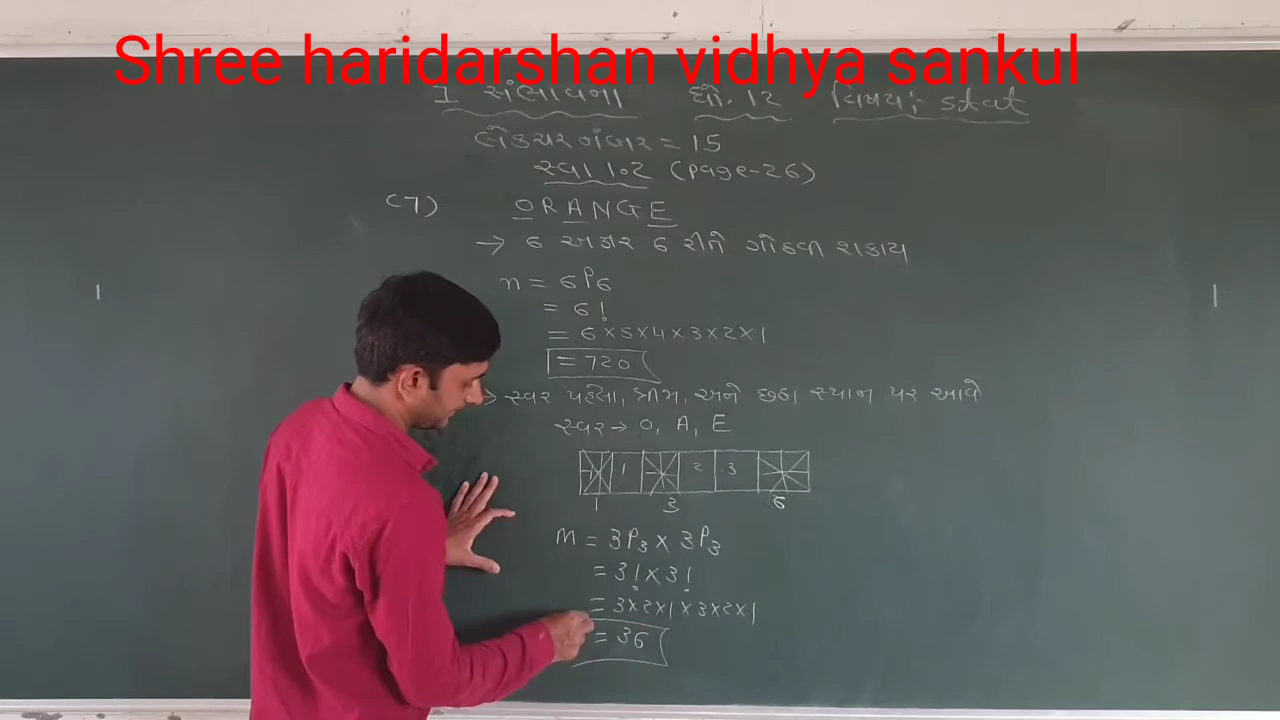 Shree haridarshan vidhya sankul
1 સંભાવના ધો. 12 વિષય:- stat
લેકચર નંબર = 15
સ્વા 1.2 (page-26)
(7) ORANGE
→ 6 અક્ષર 6 રીતે ગોઠવી શકાય
n = 6P6
= 6!
= 6×5×4×3×2×1
= 720
→ સ્વર પહેલા, ત્રીજા, અને છઠ્ઠા સ્થાન પર આવે
સ્વર → O, A, E
1 2 3
1 3 6
m = 3P3 × 3P3
= 3! × 3!
= 3×2×1 × 3×2×1
= 36